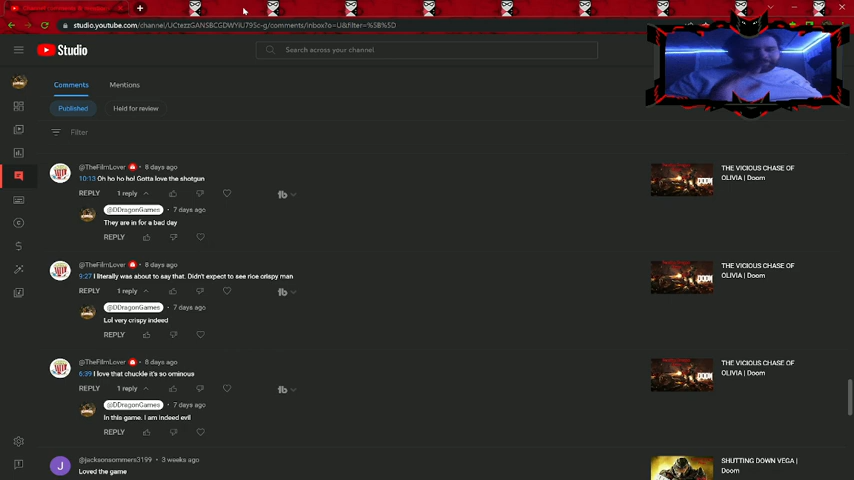 Channel comments & mentions
studio.youtube.com/channel/UCtezzGANSBCGDWYiU79Sc-g/comments/inbox?o=U&filter=%5B%5D
Studio
Search across your channel
Comments Mentions
Published Held for review
Filter
@TheFilmLover • 8 days ago
10:13 Oh ho ho ho! Gotta love the shotgun
REPLY 1 reply
@DDragonGames • 7 days ago
They are in for a bad day
REPLY
THE VICIOUS CHASE OF
OLIVIA | Doom
@TheFilmLover • 8 days ago
9:27 I literally was about to say that. Didn't expect to see rice crispy man
REPLY 1 reply
@DDragonGames • 7 days ago
Lol very crispy indeed
REPLY
THE VICIOUS CHASE OF
OLIVIA | Doom
@TheFilmLover • 8 days ago
6:39 I love that chuckle it's so ominous
REPLY 1 reply
@DDragonGames • 7 days ago
In this game. I am indeed evil
REPLY
THE VICIOUS CHASE OF
OLIVIA | Doom
J
@jacksonsommers3199 • 3 weeks ago
Loved the game
SHUTTING DOWN VEGA |
Doom